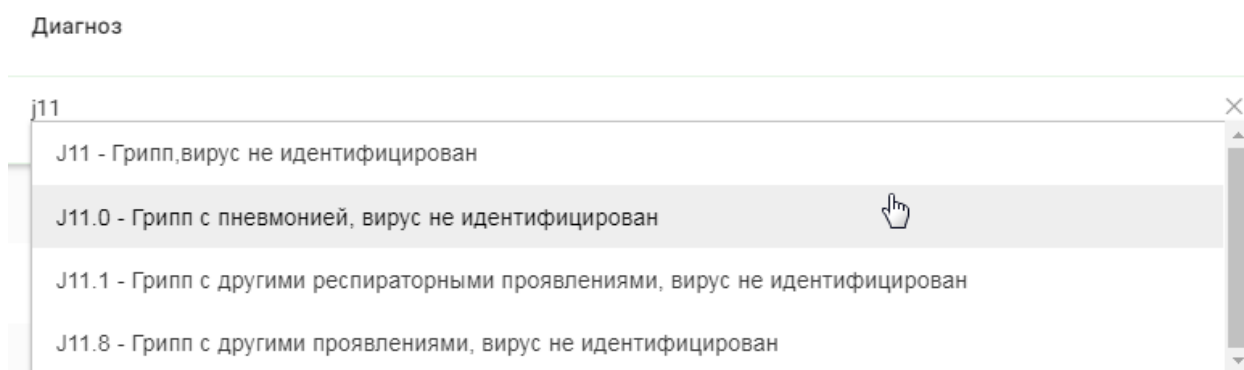 Диагноз
j11
J11 - Грипп,вирус не идентифицирован
J11.0 - Грипп с пневмонией, вирус не идентифицирован
J11.1 - Грипп с другими респираторными проявлениями, вирус не идентифицирован
J11.8 - Грипп с другими проявлениями, вирус не идентифицирован